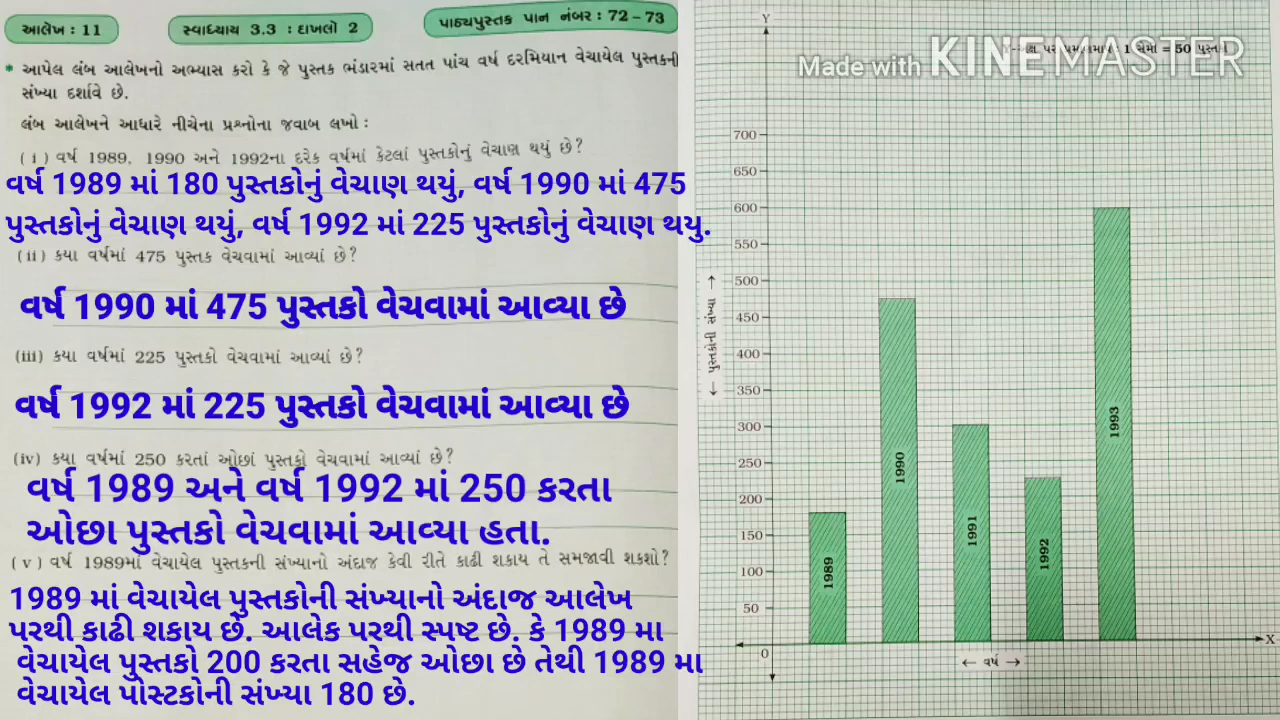 આલેખ : 11
સ્વાધ્યાય 3.3 : દાખલો 2
પાઠ્યપુસ્તક પાન નંબર : 72 – 73
* આપેલ લંબ આલેખનો અભ્યાસ કરો કે જે પુસ્તક ભંડારમાં સતત પાંચ વર્ષ દરમિયાન વેચાયેલ પુસ્તકની
સંખ્યા દર્શાવે છે.
લંબ આલેખને આધારે નીચેના પ્રશ્નોના જવાબ લખો :
( i ) વર્ષ 1989, 1990 અને 1992ના દરેક વર્ષમાં કેટલાં પુસ્તકોનું વેચાણ થયું છે?
વર્ષ 1989 માં 180 પુસ્તકોનું વેચાણ થયું, વર્ષ 1990 માં 475
પુસ્તકોનું વેચાણ થયું, વર્ષ 1992 માં 225 પુસ્તકોનું વેચાણ થયુ.
(ii) કયા વર્ષમાં 475 પુસ્તક વેચવામાં આવ્યાં છે?
વર્ષ 1990 માં 475 પુસ્તકો વેચવામાં આવ્યા છે
(iii) કયા વર્ષમાં 225 પુસ્તકો વેચવામાં આવ્યાં છે?
વર્ષ 1992 માં 225 પુસ્તકો વેચવામાં આવ્યા છે
(iv) કયા વર્ષમાં 250 કરતાં ઓછાં પુસ્તકો વેચવામાં આવ્યાં છે?
વર્ષ 1989 અને વર્ષ 1992 માં 250 કરતા
ઓછા પુસ્તકો વેચવામાં આવ્યા હતા.
( v ) વર્ષ 1989માં વેચાયેલ પુસ્તકની સંખ્યાનો અંદાજ કેવી રીતે કાઢી શકાય તે સમજાવી શકશો?
1989 માં વેચાયેલ પુસ્તકોની સંખ્યાનો અંદાજ આલેખ
પરથી કાઢી શકાય છે. આલેક પરથી સ્પષ્ટ છે. કે 1989 મા
વેચાયેલ પુસ્તકો 200 કરતા સહેજ ઓછા છે તેથી 1989 મા
વેચાયેલ પોસ્ટકોની સંખ્યા 180 છે.
Y
1 સેમી = 50 પુસ્તક
Made with KINEMASTER
700
650
600
550
500
450
400
350
300
250
200
150
100
50
0
← પુસ્તકોની સંખ્યા →
1989
1990
1991
1992
1993
X
← વર્ષ →